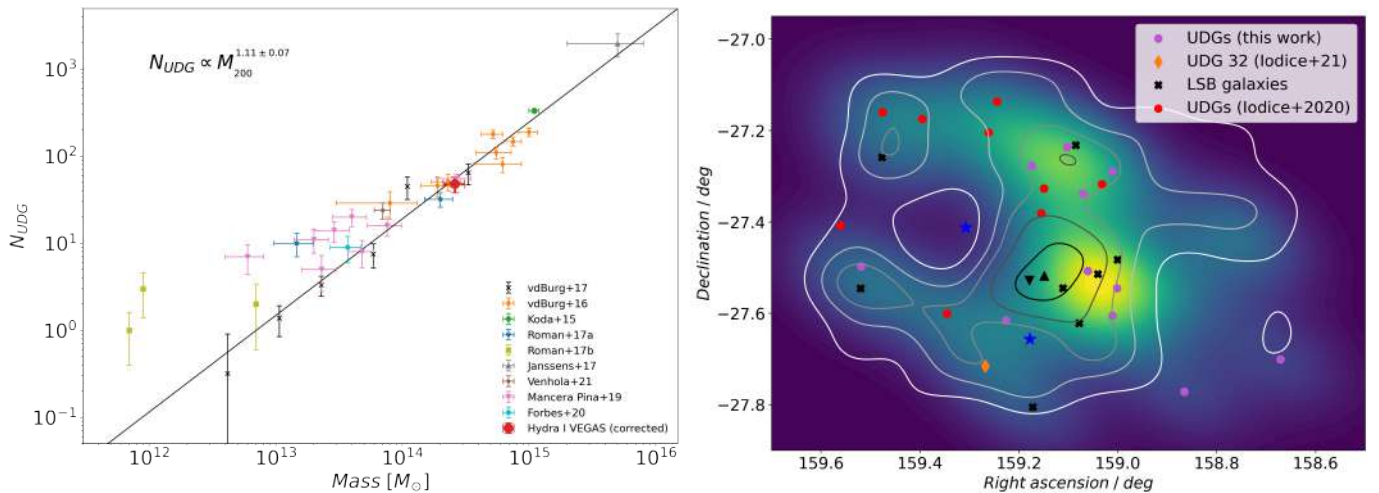 N_UDG ∝ M_200^1.11 ± 0.07
10^3
10^2
10^1
10^0
10^−1
N_UDG
vdBurg+17
vdBurg+16
Koda+15
Roman+17a
Roman+17b
Janssens+17
Venhola+21
Mancera Pina+19
Forbes+20
Hydra I VEGAS (corrected)
10^12 10^13 10^14 10^15 10^16
Mass [M_⊙]
−27.0
−27.2
−27.4
−27.6
−27.8
Declination / deg
UDGs (this work)
UDG 32 (Iodice+21)
LSB galaxies
UDGs (Iodice+2020)
159.6 159.4 159.2 159.0 158.8 158.6
Right ascension / deg